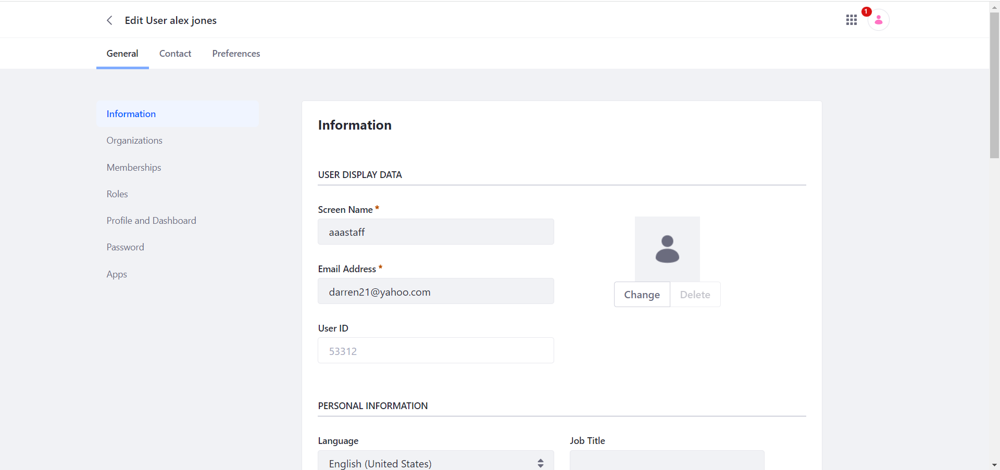 Edit User alex jones
1
General Contact Preferences
Information
Organizations
Memberships
Roles
Profile and Dashboard
Password
Apps
Information
USER DISPLAY DATA
Screen Name *
aaastaff
Email Address *
darren21@yahoo.com
User ID
53312
Change Delete
PERSONAL INFORMATION
Language
English (United States)
Job Title